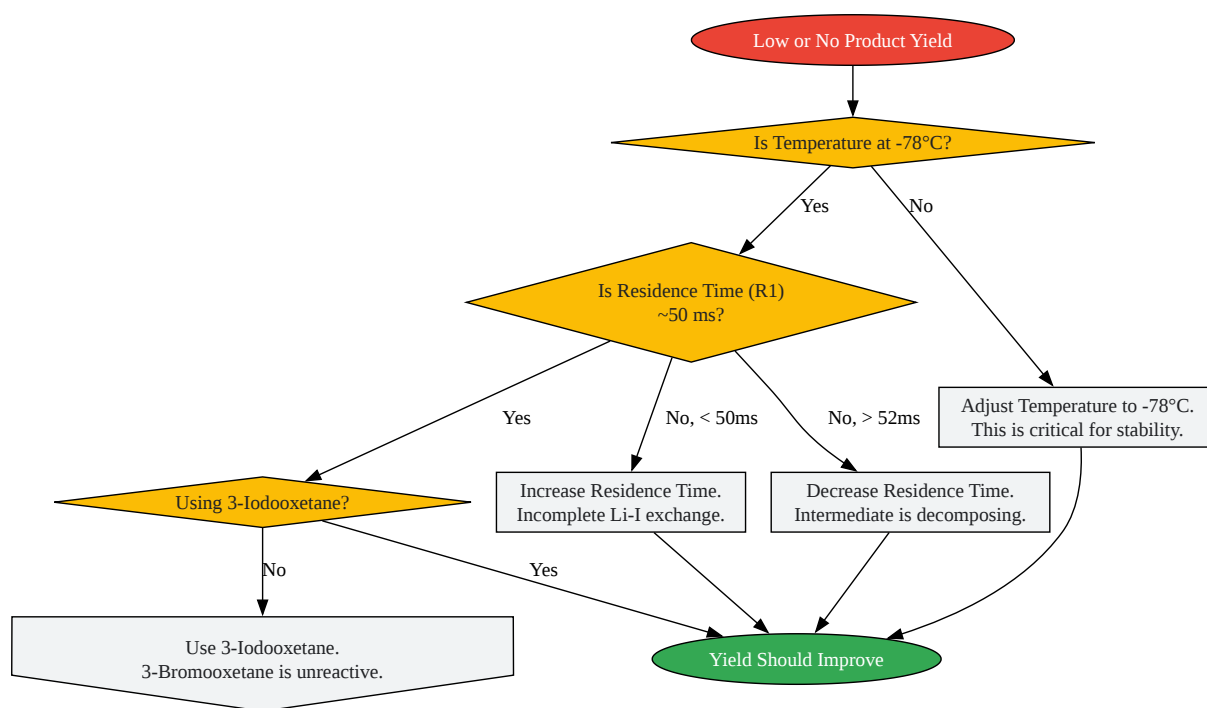 Low or No Product Yield
Is Temperature at -78°C?
Yes
No
Is Residence Time (R1)
~50 ms?
Adjust Temperature to -78°C.
This is critical for stability.
Yes
No, < 50ms
No, > 52ms
Using 3-Iodooxetane?
Increase Residence Time.
Incomplete Li-I exchange.
Decrease Residence Time.
Intermediate is decomposing.
No
Yes
Use 3-Iodooxetane.
3-Bromooxetane is unreactive.
Yield Should Improve